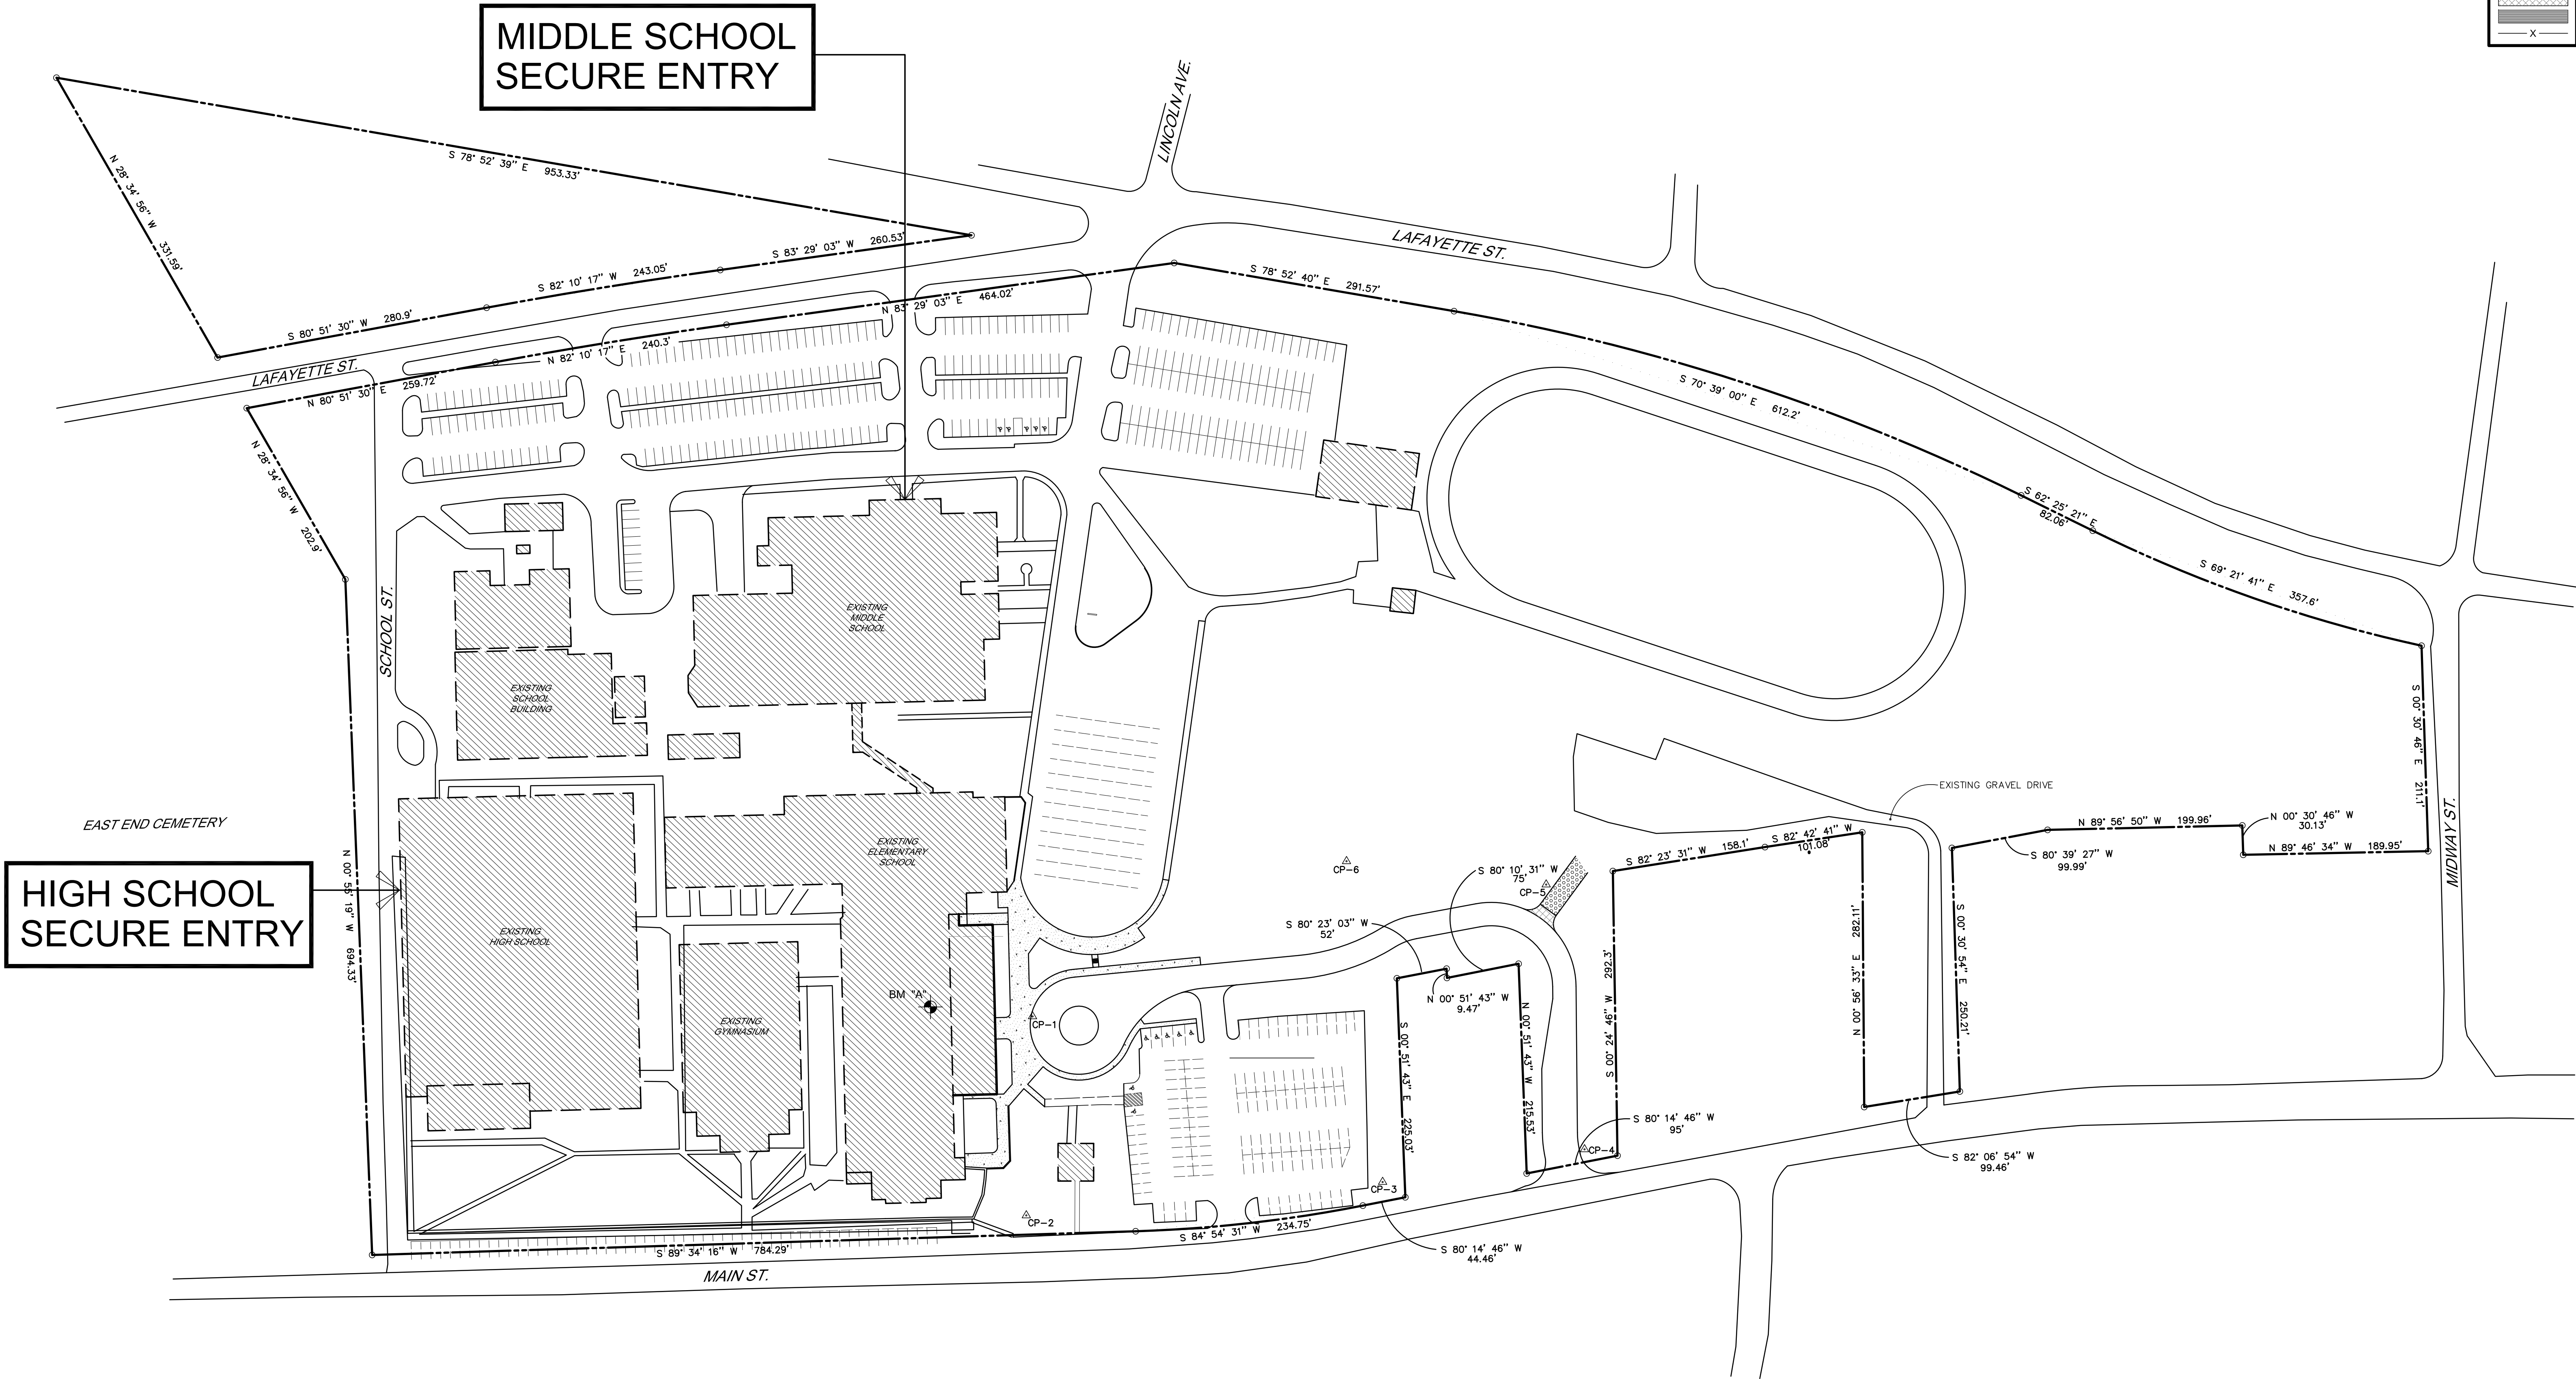 MIDDLE SCHOOL
SECURE ENTRY
X
LINCOLN AVE.
N 28° 34' 56" W 331.59'
S 78° 52' 39" E 953.33'
S 80° 51' 30" W 280.9'
S 82° 10' 17" W 243.05'
S 83° 29' 03" W 260.53'
LAFAYETTE ST.
LAFAYETTE ST.
N 80° 51' 30" E 259.72'
N 82° 10' 17" E 240.3'
N 83° 29' 03" E 464.02'
S 78° 52' 40" E 291.57'
S 70° 39' 00" E 612.2'
S 62° 25' 21" E
82.06'
S 69° 21' 41" E 357.6'
N 28° 34' 56" W 202.9'
SCHOOL ST.
EXISTING
MIDDLE
SCHOOL
EXISTING
SCHOOL
BUILDING
S 00° 30' 46" E 211.1'
MIDWAY ST.
EXISTING GRAVEL DRIVE
EAST END CEMETERY
HIGH SCHOOL
SECURE ENTRY
N 00° 55' 19" W 694.33'
EXISTING
ELEMENTARY
SCHOOL
EXISTING
HIGH SCHOOL
EXISTING
GYMNASIUM
BM "A"
CP-1
CP-2
CP-3
CP-4
CP-5
CP-6
S 80° 23' 03" W
52'
S 80° 10' 31" W
75'
N 00° 51' 43" W
9.47'
S 00° 51' 43" E 225.03'
N 00° 51' 43" W 215.53'
S 82° 23' 31" W 158.1'
S 82° 42' 41" W
101.08'
S 00° 24' 46" W 292.3'
N 00° 56' 33" E 282.11'
S 00° 30' 54" E 250.21'
N 89° 56' 50" W 199.96'
N 00° 30' 46" W
30.13'
S 80° 39' 27" W
99.99'
N 89° 46' 34" W 189.95'
S 80° 14' 46" W
95'
S 82° 06' 54" W
99.46'
S 89° 34' 16" W 784.29'
S 84° 54' 31" W 234.75'
S 80° 14' 46" W
44.46'
MAIN ST.